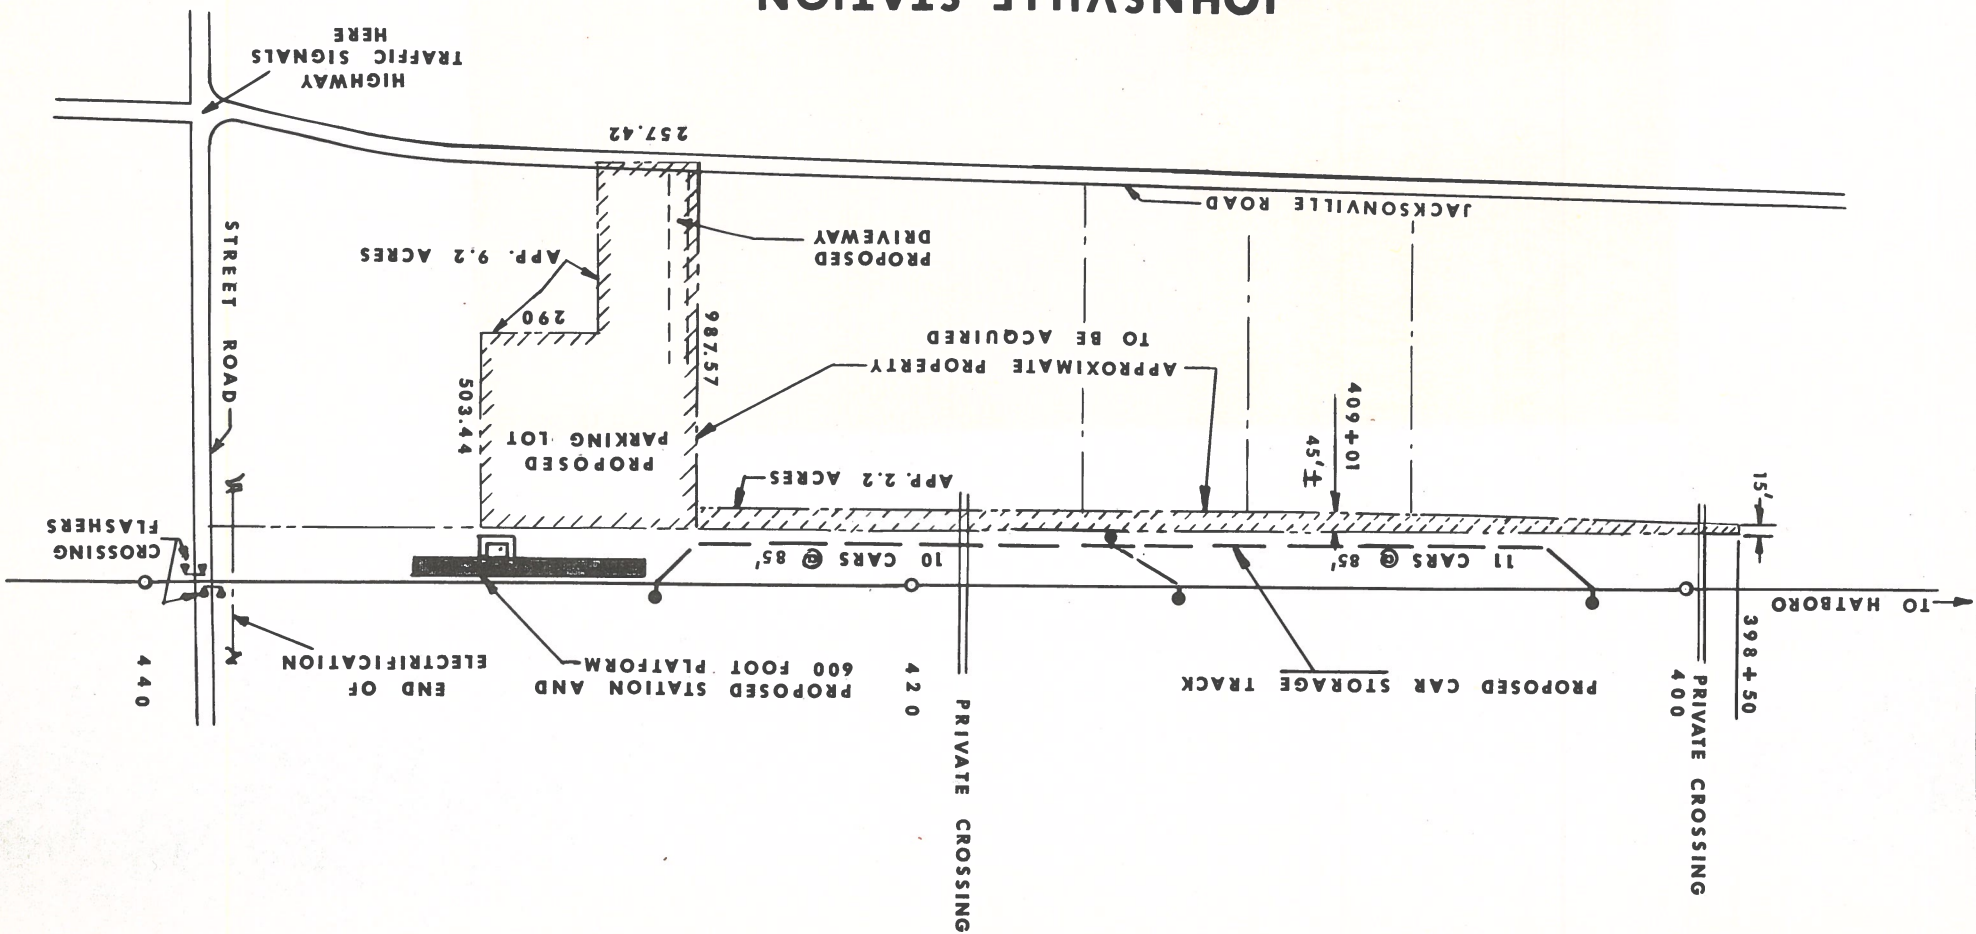 JOHNSVILLE STATION
HIGHWAY
TRAFFIC SIGNALS
HERE
257.42
JACKSONVILLE ROAD
PROPOSED
DRIVEWAY
APP. 9.2 ACRES
STREET ROAD
290
987.57
503.44
APPROXIMATE PROPERTY
TO BE ACQUIRED
409+01
45'±
PROPOSED
PARKING LOT
APP. 2.2 ACRES
15'
CROSSING
FLASHERS
10 CARS @ 85'
11 CARS @ 85'
TO HATBORO
398+50
END OF
ELECTRIFICATION
PROPOSED STATION AND
600 FOOT PLATFORM
PROPOSED CAR STORAGE TRACK
440
420
400
PRIVATE CROSSING
PRIVATE CROSSING